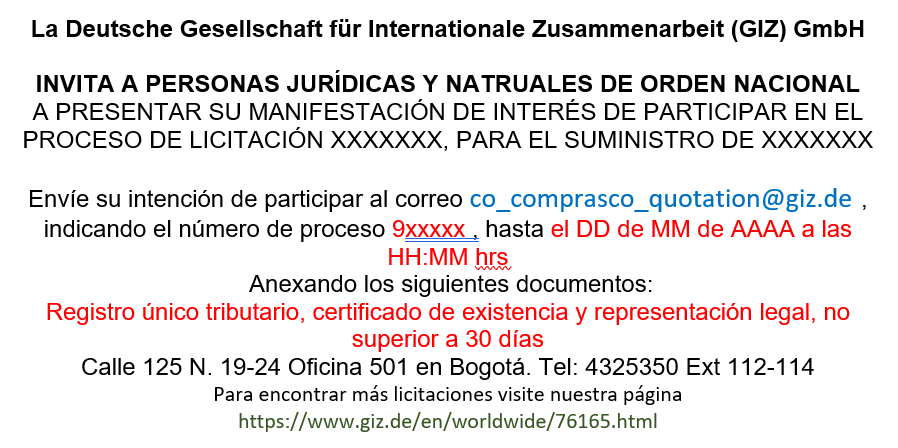 La Deutsche Gesellschaft für Internationale Zusammenarbeit (GIZ) GmbH
INVITA A PERSONAS JURÍDICAS Y NATRUALES DE ORDEN NACIONAL
A PRESENTAR SU MANIFESTACIÓN DE INTERÉS DE PARTICIPAR EN EL
PROCESO DE LICITACIÓN XXXXXXX, PARA EL SUMINISTRO DE XXXXXXX
Envíe su intención de participar al correo co_comprasco_quotation@giz.de ,
indicando el número de proceso 9xxxxx , hasta el DD de MM de AAAA a las
HH:MM hrs
Anexando los siguientes documentos:
Registro único tributario, certificado de existencia y representación legal, no
superior a 30 días
Calle 125 N. 19-24 Oficina 501 en Bogotá. Tel: 4325350 Ext 112-114
Para encontrar más licitaciones visite nuestra página
https://www.giz.de/en/worldwide/76165.html